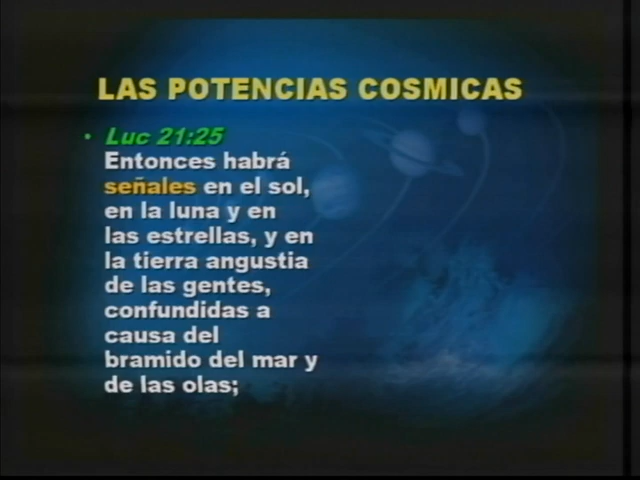 LAS POTENCIAS COSMICAS
• Luc 21:25
Entonces habrá
señales en el sol,
en la luna y en
las estrellas, y en
la tierra angustia
de las gentes,
confundidas a
causa del
bramido del mar y
de las olas;